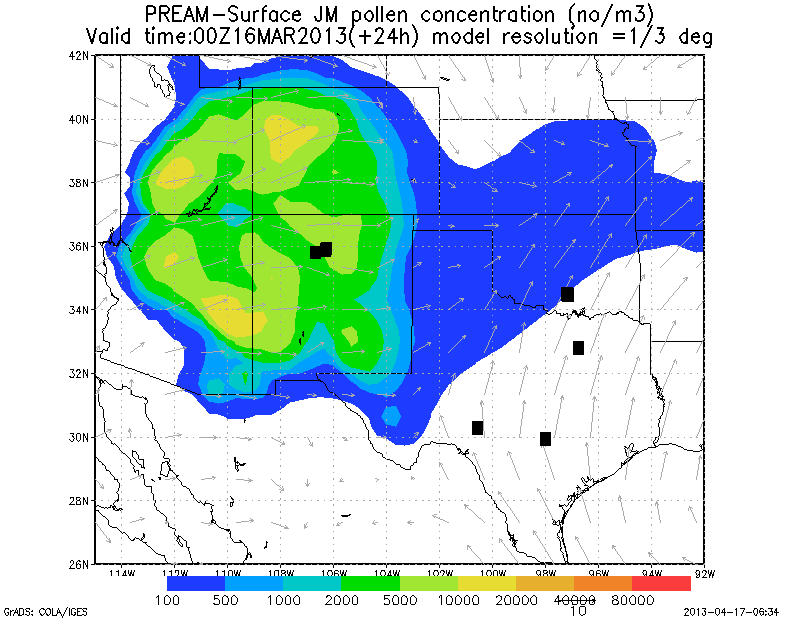 PREAM-Surface JM pollen concentration (no/m3)
Valid time:00Z16MAR2013(+24h) model resolution =1/3 deg
42N
40N
38N
36N
34N
32N
30N
28N
26N
114W 112W 110W 108W 106W 104W 102W 100W 98W 96W 94W 92W
100 500 1000 2000 5000 10000 20000 40000 80000
10
GrADS: COLA/IGES
2013-04-17-06:34